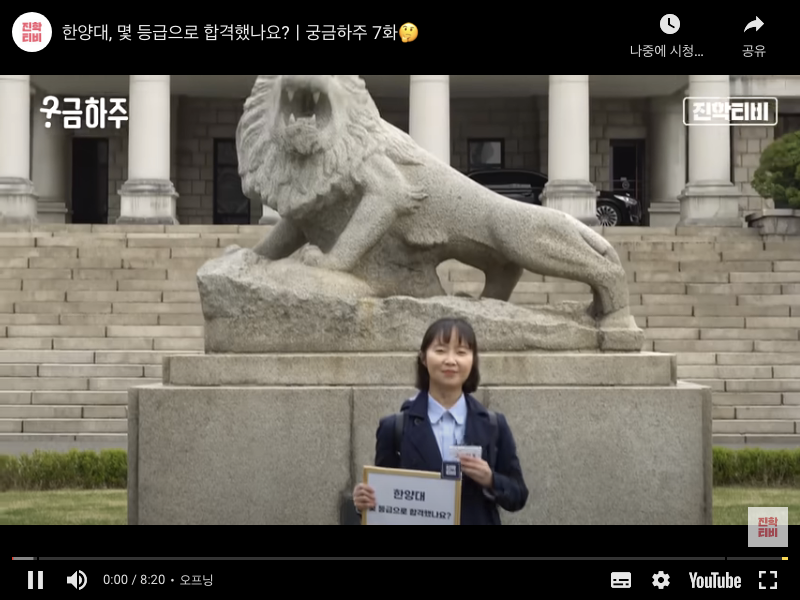 진학
티비
한양대, 몇 등급으로 합격했나요? | 궁금하주 7화🤔
나중에 시청...
공유
궁금하주
진학티비
한양대
몇 등급으로 합격했나요?
진학
티비
0:00 / 8:20 • 오프닝
YouTube